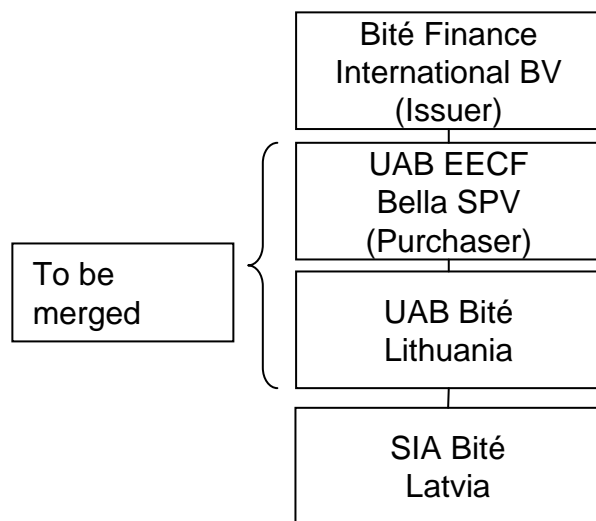 Bité Finance
International BV
(Issuer)
UAB EECF
Bella SPV
(Purchaser)
To be
merged
UAB Bité
Lithuania
SIA Bité
Latvia